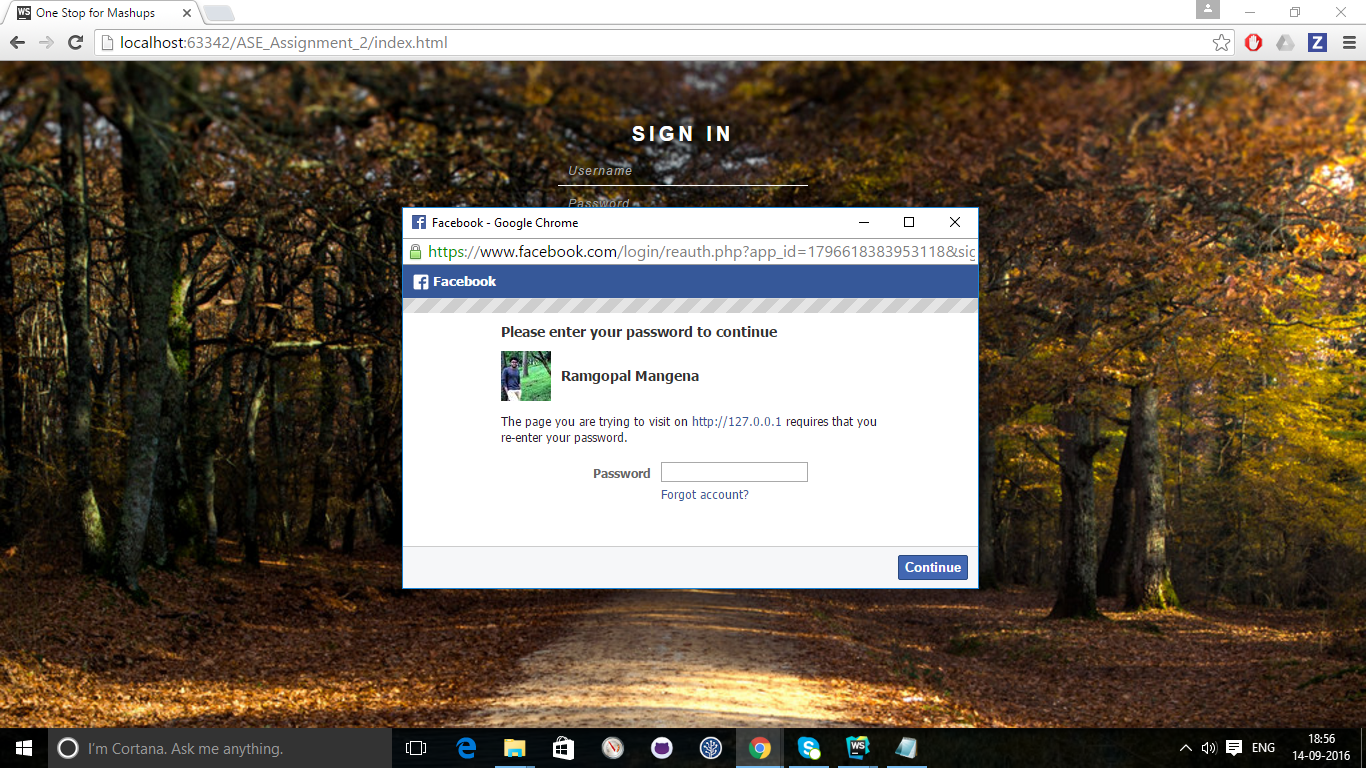 One Stop for Mashups
localhost:63342/ASE_Assignment_2/index.html
SIGN IN
Username
Password
Facebook - Google Chrome
https://www.facebook.com/login/reauth.php?app_id=1796618383953118&sig
Facebook
Please enter your password to continue
Ramgopal Mangena
The page you are trying to visit on http://127.0.0.1 requires that you
re-enter your password.
Password
Forgot account?
Continue
I'm Cortana. Ask me anything.
ENG
18:56
14-09-2016